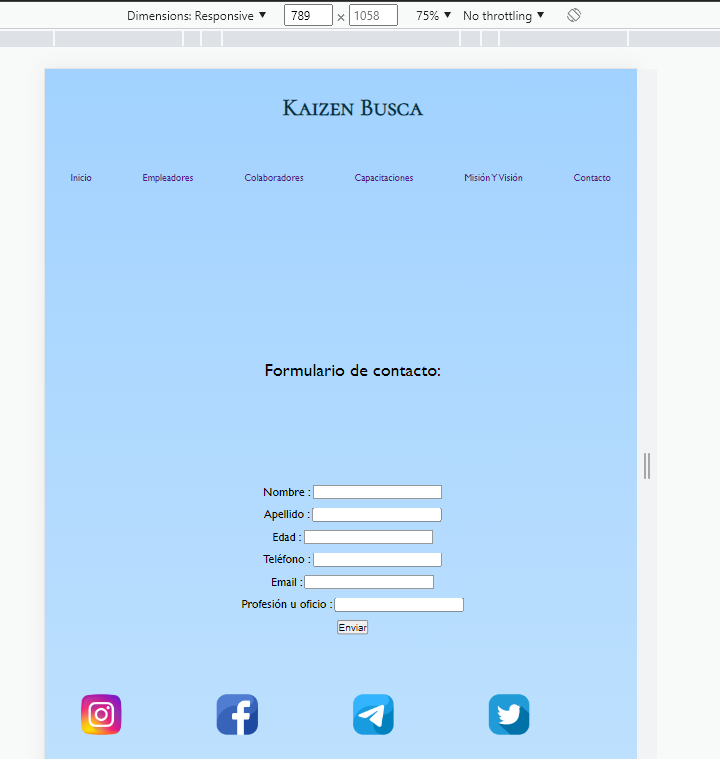 Dimensions: Responsive ▼ 789 × 1058 75% ▼ No throttling ▼
Kaizen Busca
Inicio Empleadores Colaboradores Capacitaciones Misión Y Visión Contacto
Formulario de contacto:
Nombre :
Apellido :
Edad :
Teléfono :
Email :
Profesión u oficio :
Enviar